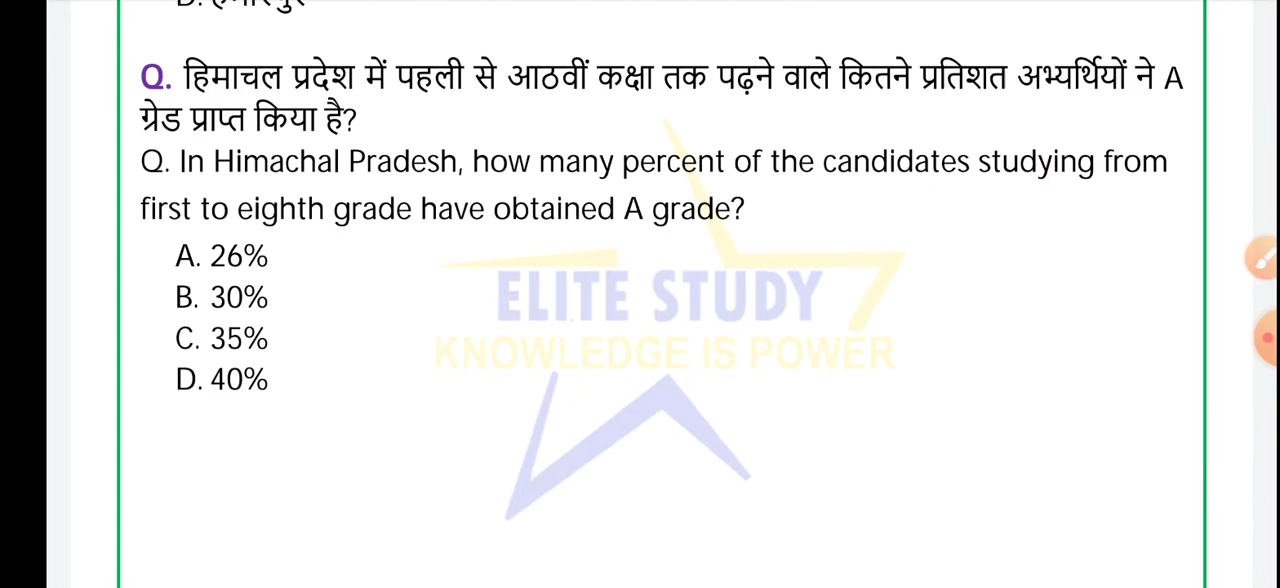 D. हमीरपुर
Q. हिमाचल प्रदेश में पहली से आठवीं कक्षा तक पढ़ने वाले कितने प्रतिशत अभ्यर्थियों ने A
ग्रेड प्राप्त किया है?
Q. In Himachal Pradesh, how many percent of the candidates studying from
first to eighth grade have obtained A grade?
A. 26%
B. 30%
C. 35%
D. 40%
ELITE STUDY
KNOWLEDGE IS POWER